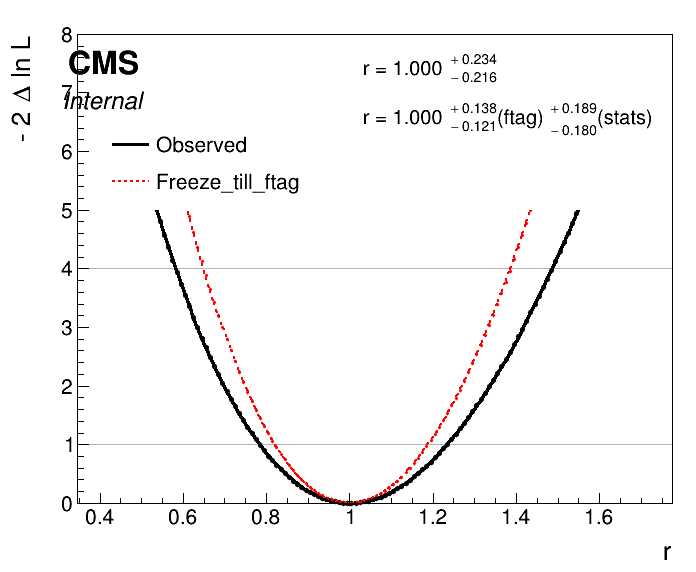 - 2 Δ ln L
8
CMS
7
Internal
r = 1.000 + 0.234 - 0.216
r = 1.000 + 0.138 - 0.121 (ftag) + 0.189 - 0.180 (stats)
Observed
Freeze_till_ftag
6
5
4
3
2
1
0
0.4 0.6 0.8 1 1.2 1.4 1.6
r